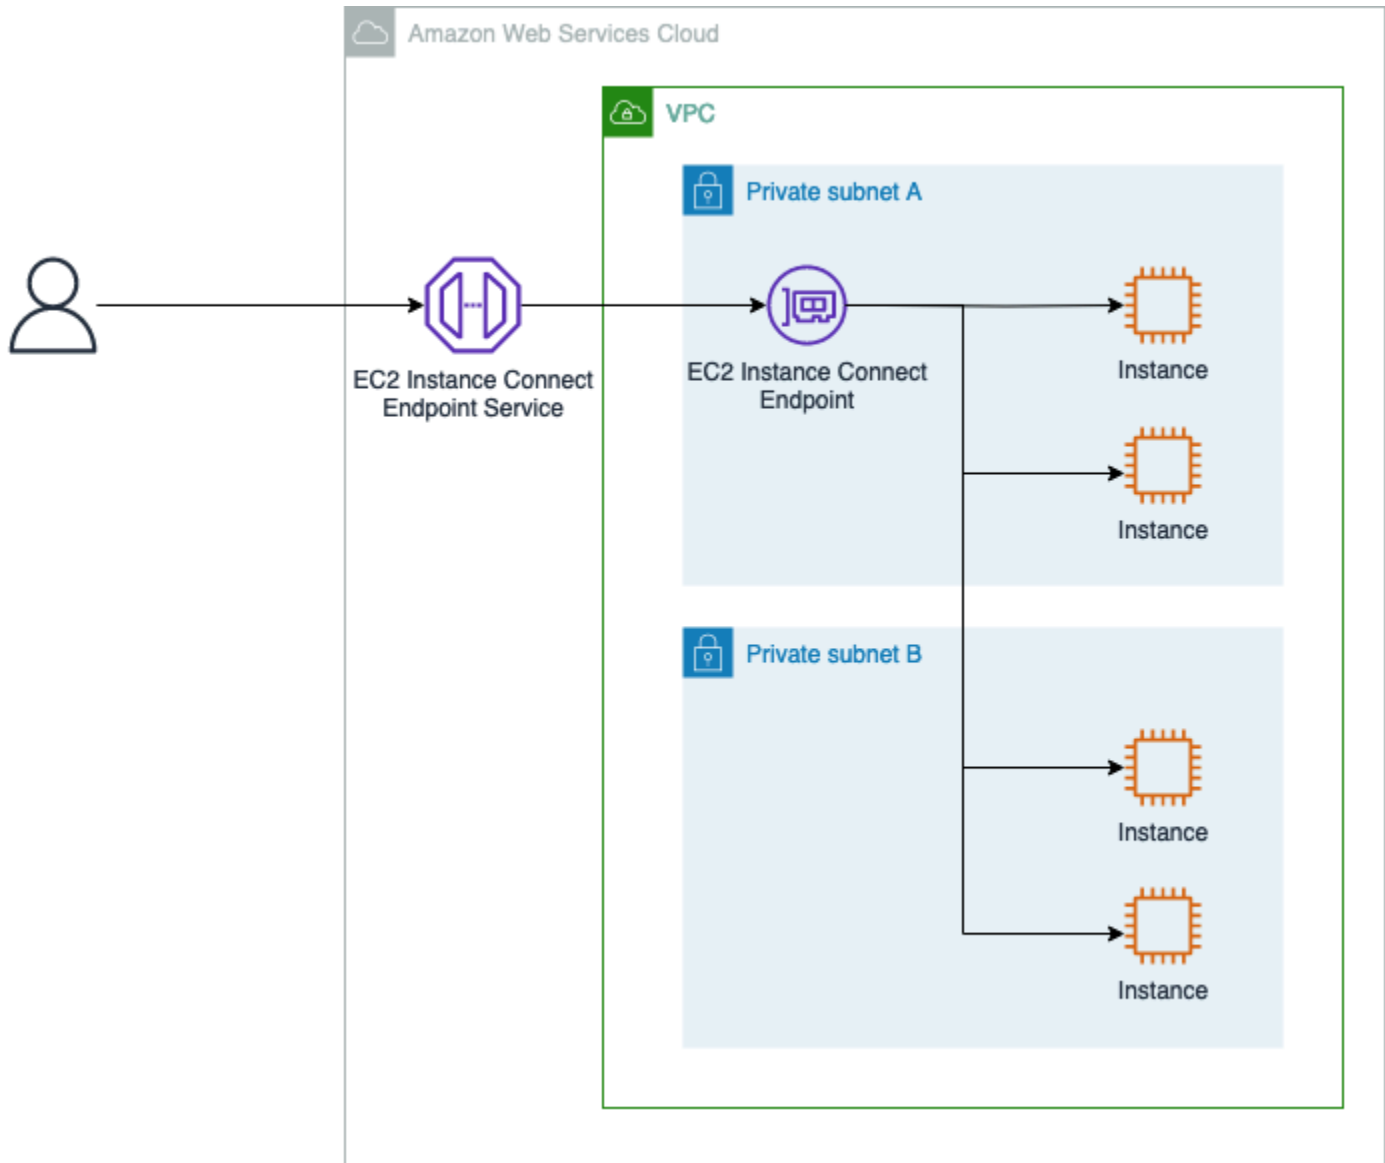 Amazon Web Services Cloud
VPC
Private subnet A
EC2 Instance Connect
Endpoint Service
EC2 Instance Connect
Endpoint
Instance
Instance
Private subnet B
Instance
Instance